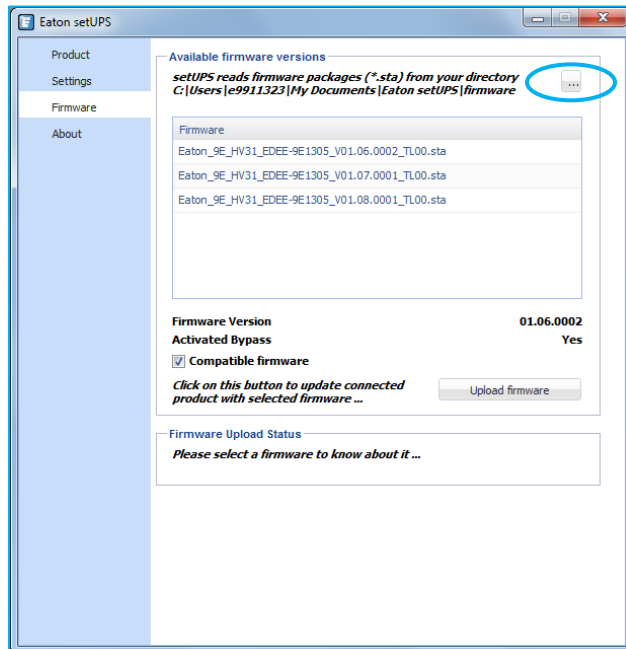 Eaton setUPS
Product
Settings
Firmware
About
Available firmware versions
setUPS reads firmware packages (*.sta) from your directory
C:|Users|e9911323|My Documents|Eaton setUPS|firmware
...
Firmware
Eaton_9E_HV31_EDEE-9E1305_V01.06.0002_TL00.sta
Eaton_9E_HV31_EDEE-9E1305_V01.07.0001_TL00.sta
Eaton_9E_HV31_EDEE-9E1305_V01.08.0001_TL00.sta
Firmware Version 01.06.0002
Activated Bypass Yes
Compatible firmware
Click on this button to update connected
product with selected firmware ...
Upload firmware
Firmware Upload Status
Please select a firmware to know about it ...